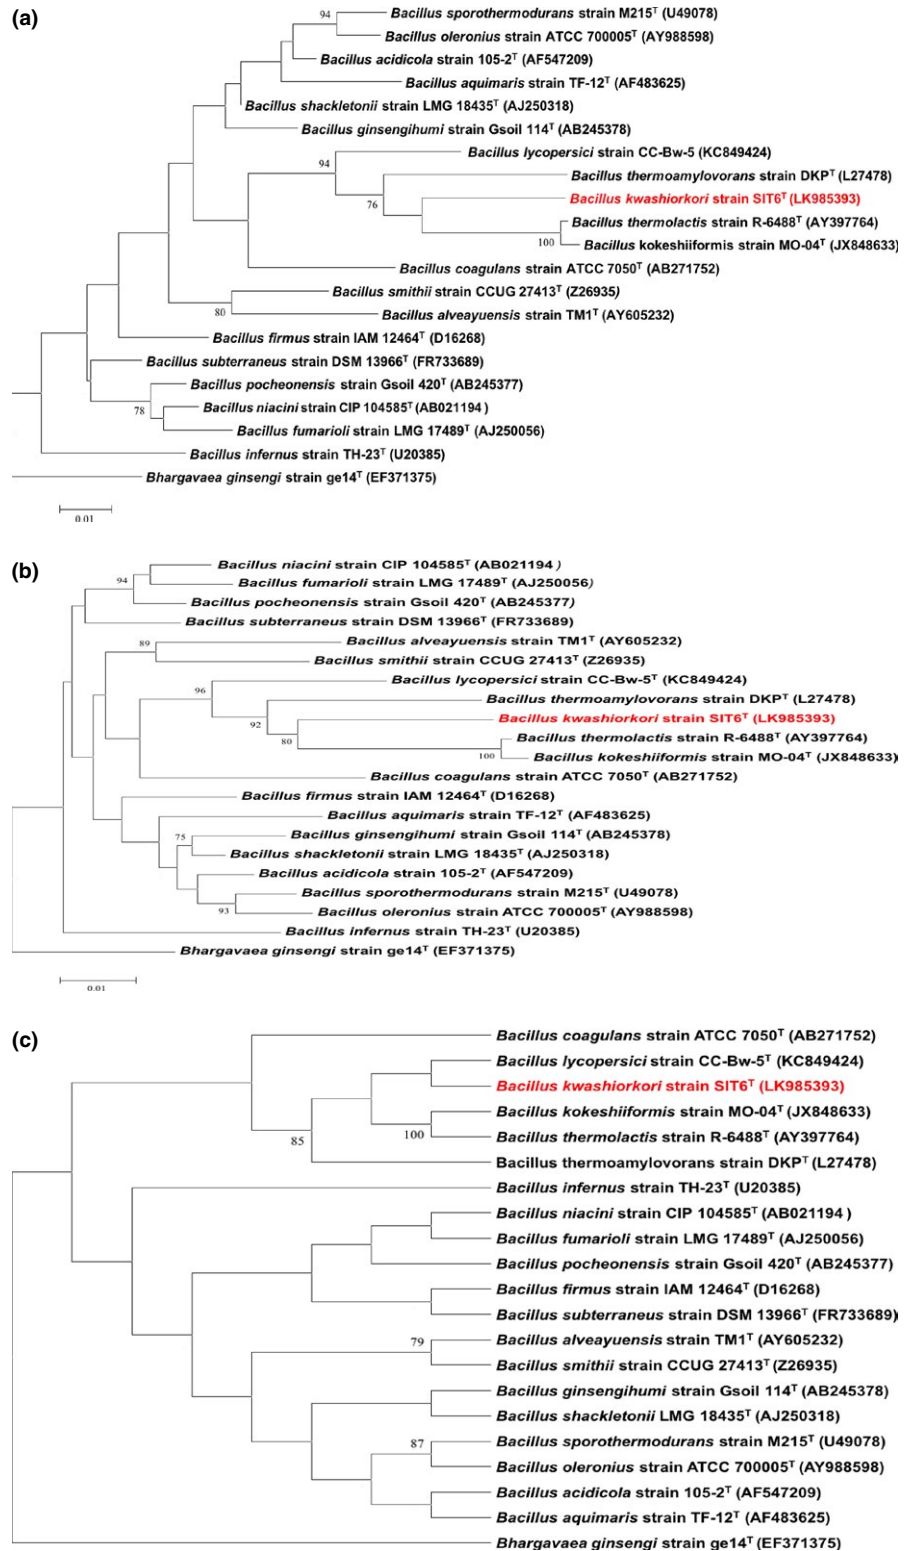 (a)
94
Bacillus sporothermodurans strain M215ᵀ (U49078)
Bacillus oleronius strain ATCC 700005ᵀ (AY988598)
Bacillus acidicola strain 105-2ᵀ (AF547209)
Bacillus aquimaris strain TF-12ᵀ (AF483625)
Bacillus shackletonii strain LMG 18435ᵀ (AJ250318)
Bacillus ginsengihumi strain Gsoil 114ᵀ (AB245378)
94
Bacillus lycopersici strain CC-Bw-5 (KC849424)
Bacillus thermoamylovorans strain DKPᵀ (L27478)
76
Bacillus kwashiorkori strain SIT6ᵀ (LK985393)
Bacillus thermolactis strain R-6488ᵀ (AY397764)
100
Bacillus kokeshiiformis strain MO-04ᵀ (JX848633)
Bacillus coagulans strain ATCC 7050ᵀ (AB271752)
Bacillus smithii strain CCUG 27413ᵀ (Z26935)
80
Bacillus alveayuensis strain TM1ᵀ (AY605232)
Bacillus firmus strain IAM 12464ᵀ (D16268)
Bacillus subterraneus strain DSM 13966ᵀ (FR733689)
Bacillus pocheonensis strain Gsoil 420ᵀ (AB245377)
78
Bacillus niacini strain CIP 104585ᵀ (AB021194 )
Bacillus fumarioli strain LMG 17489ᵀ (AJ250056)
Bacillus infernus strain TH-23ᵀ (U20385)
Bhargavaea ginsengi strain ge14ᵀ (EF371375)
0.01
(b)
Bacillus niacini strain CIP 104585ᵀ (AB021194 )
94
Bacillus fumarioli strain LMG 17489ᵀ (AJ250056)
Bacillus pocheonensis strain Gsoil 420ᵀ (AB245377)
Bacillus subterraneus strain DSM 13966ᵀ (FR733689)
89
Bacillus alveayuensis strain TM1ᵀ (AY605232)
Bacillus smithii strain CCUG 27413ᵀ (Z26935)
96
Bacillus lycopersici strain CC-Bw-5ᵀ (KC849424)
Bacillus thermoamylovorans strain DKPᵀ (L27478)
92
Bacillus kwashiorkori strain SIT6ᵀ (LK985393)
80
Bacillus thermolactis strain R-6488ᵀ (AY397764)
100
Bacillus kokeshiiformis strain MO-04ᵀ (JX848633)
Bacillus coagulans strain ATCC 7050ᵀ (AB271752)
Bacillus firmus strain IAM 12464ᵀ (D16268)
Bacillus aquimaris strain TF-12ᵀ (AF483625)
75
Bacillus ginsengihumi strain Gsoil 114ᵀ (AB245378)
Bacillus shackletonii strain LMG 18435ᵀ (AJ250318)
Bacillus acidicola strain 105-2ᵀ (AF547209)
Bacillus sporothermodurans strain M215ᵀ (U49078)
93
Bacillus oleronius strain ATCC 700005ᵀ (AY988598)
Bacillus infernus strain TH-23ᵀ (U20385)
Bhargavaea ginsengi strain ge14ᵀ (EF371375)
0.01
(c)
Bacillus coagulans strain ATCC 7050ᵀ (AB271752)
Bacillus lycopersici strain CC-Bw-5ᵀ (KC849424)
Bacillus kwashiorkori strain SIT6ᵀ (LK985393)
Bacillus kokeshiiformis strain MO-04ᵀ (JX848633)
85
100
Bacillus thermolactis strain R-6488ᵀ (AY397764)
Bacillus thermoamylovorans strain DKPᵀ (L27478)
Bacillus infernus strain TH-23ᵀ (U20385)
Bacillus niacini strain CIP 104585ᵀ (AB021194 )
Bacillus fumarioli strain LMG 17489ᵀ (AJ250056)
Bacillus pocheonensis strain Gsoil 420ᵀ (AB245377)
Bacillus firmus strain IAM 12464ᵀ (D16268)
Bacillus subterraneus strain DSM 13966ᵀ (FR733689)
79
Bacillus alveayuensis strain TM1ᵀ (AY605232)
Bacillus smithii strain CCUG 27413ᵀ (Z26935)
Bacillus ginsengihumi strain Gsoil 114ᵀ (AB245378)
Bacillus shackletonii LMG 18435ᵀ (AJ250318)
87
Bacillus sporothermodurans strain M215ᵀ (U49078)
Bacillus oleronius strain ATCC 700005ᵀ (AY988598)
Bacillus acidicola strain 105-2ᵀ (AF547209)
Bacillus aquimaris strain TF-12ᵀ (AF483625)
Bhargavaea ginsengi strain ge14ᵀ (EF371375)